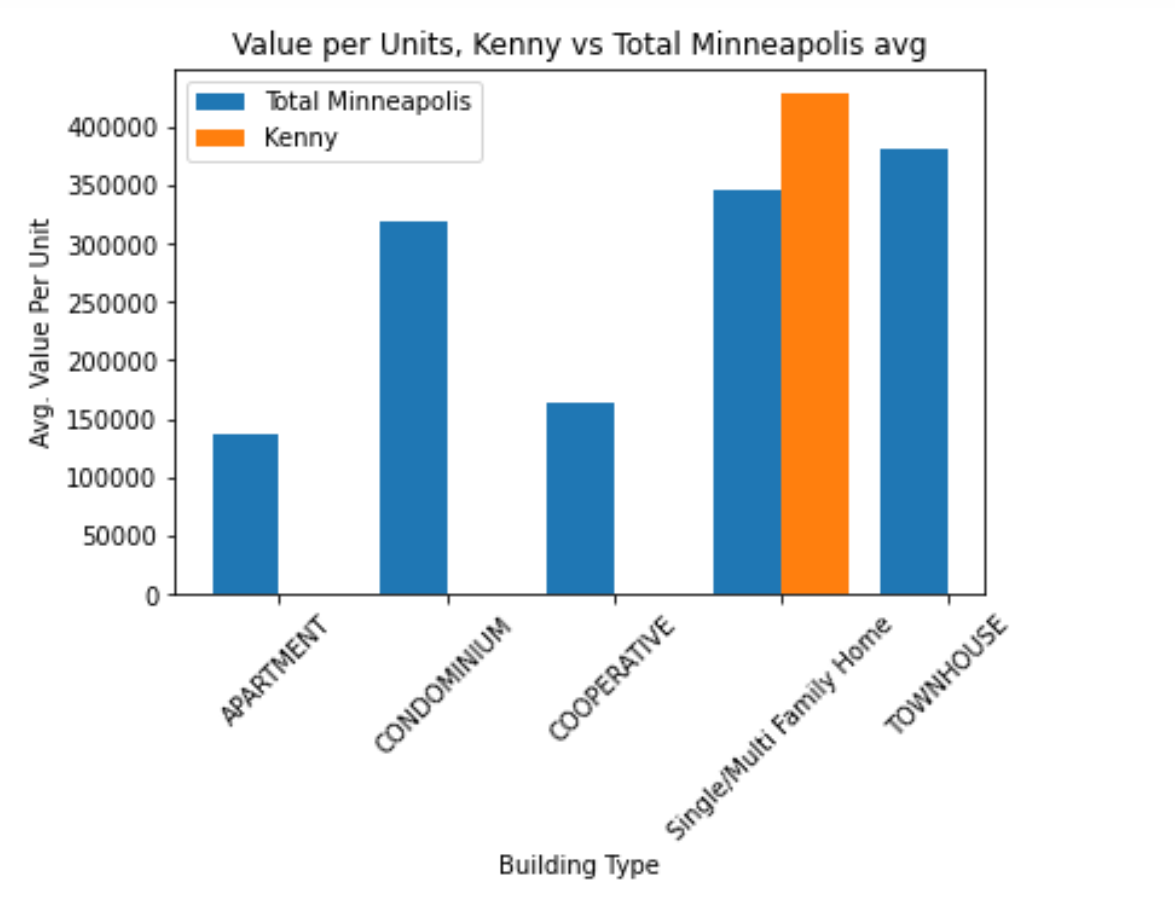 Value per Units, Kenny vs Total Minneapolis avg
Total Minneapolis
Kenny
Avg. Value Per Unit
400000
350000
300000
250000
200000
150000
100000
50000
0
APARTMENT
CONDOMINIUM
COOPERATIVE
Single/Multi Family Home
TOWNHOUSE
Building Type